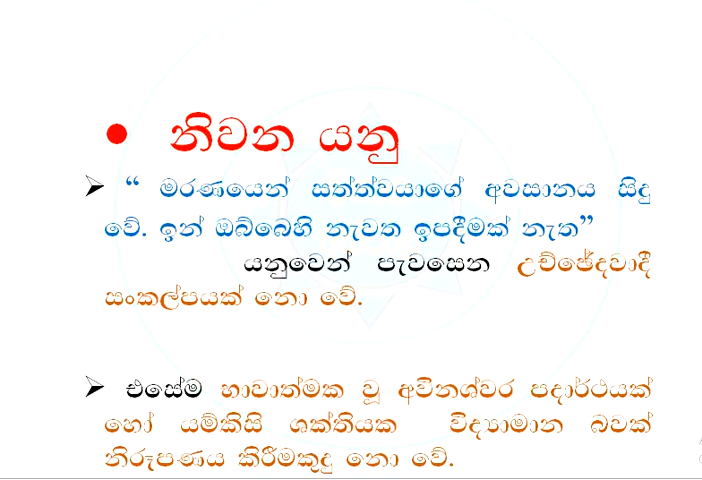 • නිවන යනු
➢ “ මරණයෙන් සත්ත්වයාගේ අවසානය සිදු
වේ. ඉන් ඔබ්බෙහි නැවත ඉපදීමක් නැත”
යනුවෙන් පැවසෙන උච්ඡේදවාදී
සංකල්පයක් නො වේ.
➢ එසේම භාවාත්මක වූ අවිනශ්වර පදාර්ථයක්
හෝ යම්කිසි ශක්තියක විද්‍යාමාන බවක්
නිරූපණය කිරීමකුදු නො වේ.